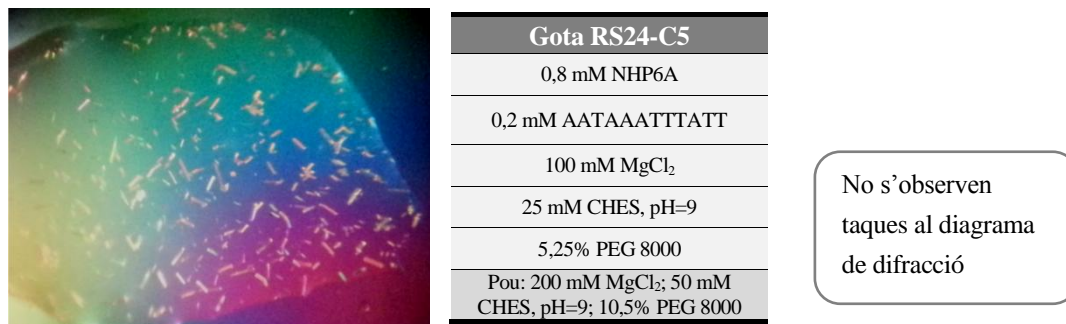 Gota RS24-C5
0,8 mM NHP6A
0,2 mM AATAAATTTATT
100 mM MgCl₂
25 mM CHES, pH=9
5,25% PEG 8000
Pou: 200 mM MgCl₂; 50 mM
CHES, pH=9; 10,5% PEG 8000
No s’observen
taques al diagrama
de difracció